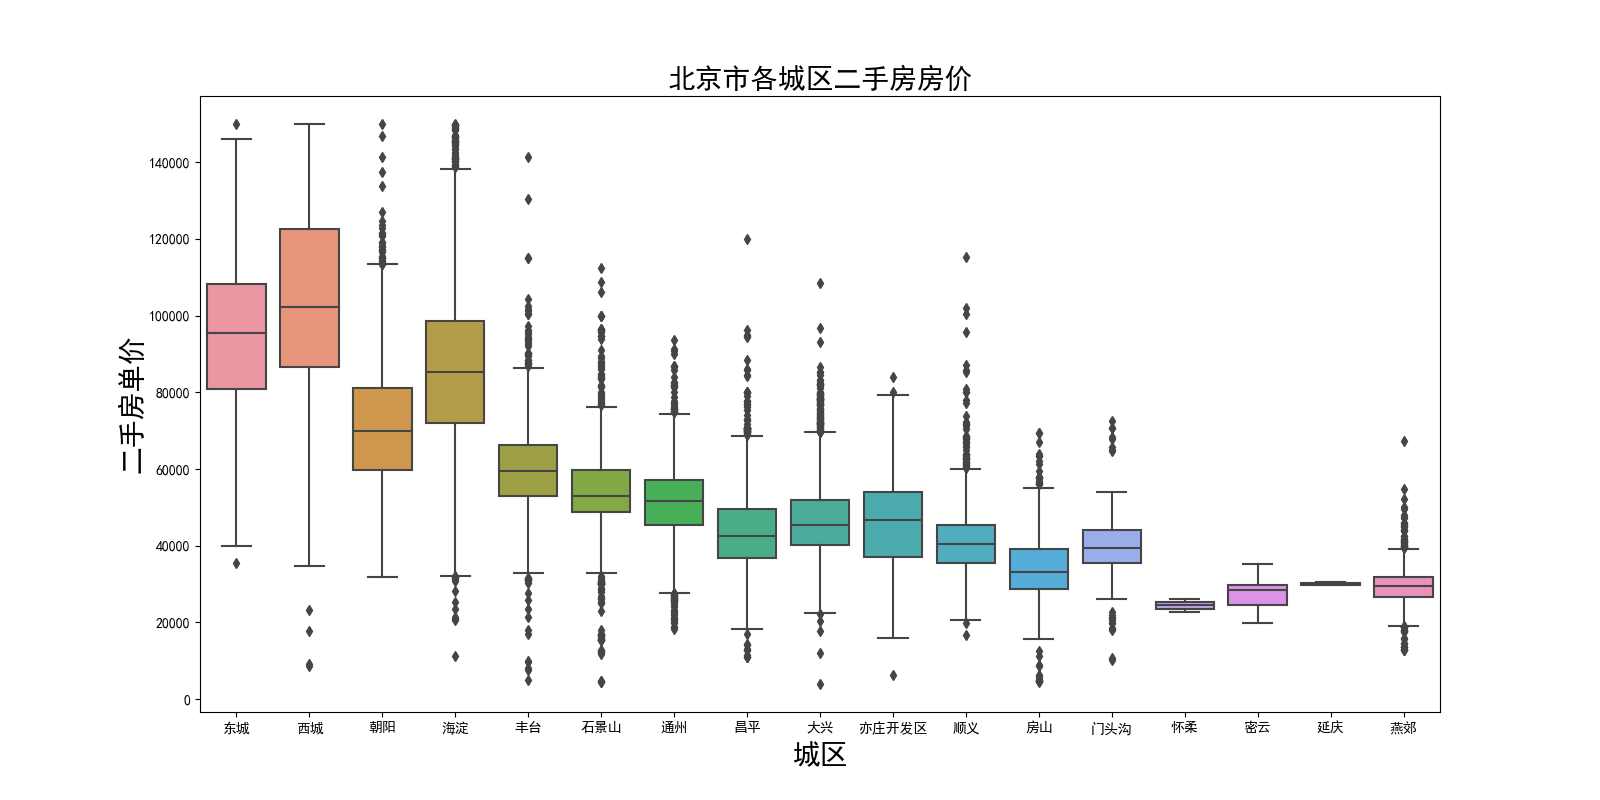 北京市各城区二手房房价
二手房单价
140000
120000
100000
80000
60000
40000
20000
0
东城 西城 朝阳 海淀 丰台 石景山 通州 昌平 大兴 亦庄开发区 顺义 房山 门头沟 怀柔 密云 延庆 燕郊
城区